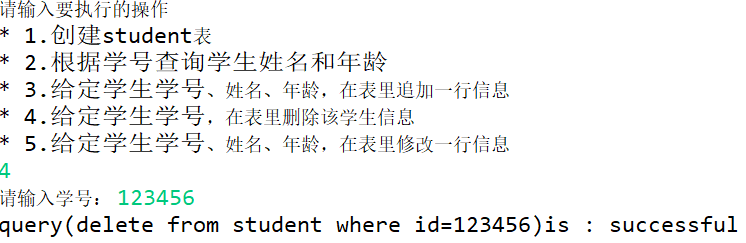 请输入要执行的操作
* 1.创建student表
* 2.根据学号查询学生姓名和年龄
* 3.给定学生学号、姓名、年龄，在表里追加一行信息
* 4.给定学生学号，在表里删除该学生信息
* 5.给定学生学号、姓名、年龄，在表里修改一行信息
4
请输入学号： 123456
query(delete from student where id=123456)is : successful